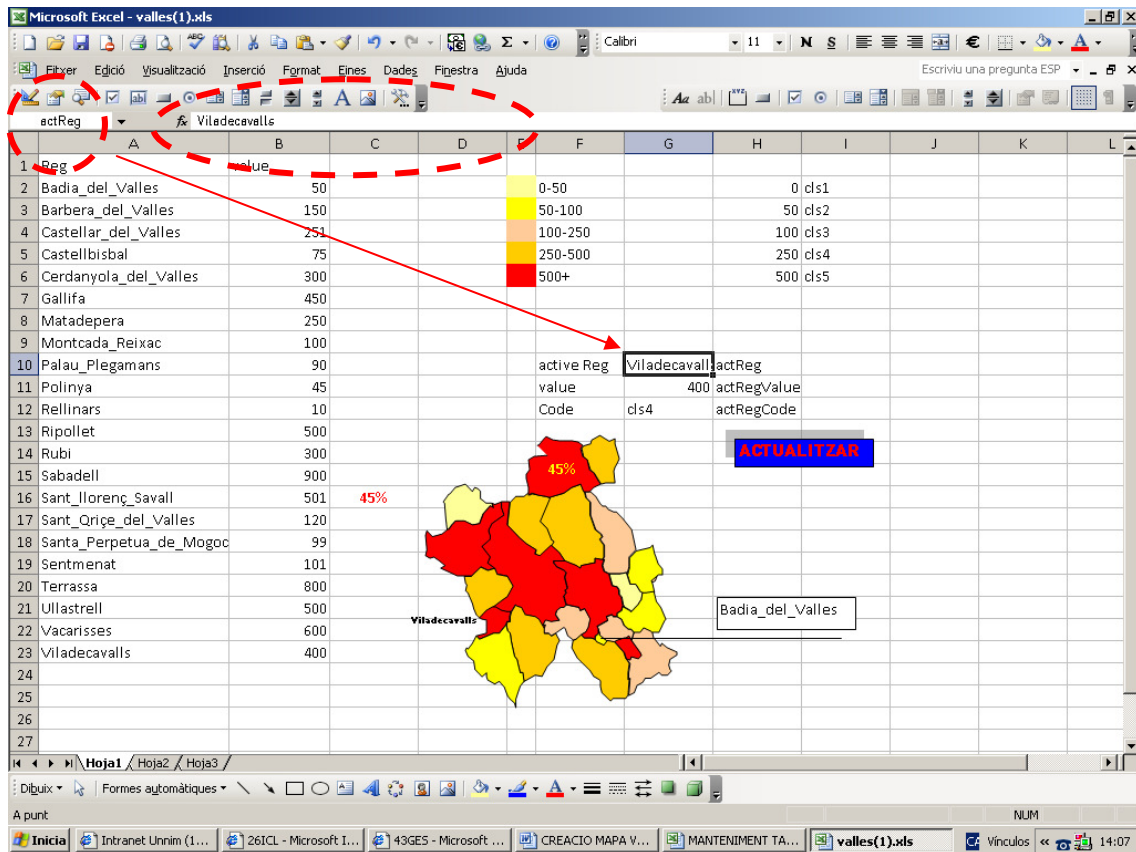 Microsoft Excel - valles(1).xls
Calibri 11 N S €
Fitxer Edició Visualització Inserció Format Eines Dades Finestra Ajuda Escriviu una pregunta ESP
actReg fx Viladecavalls
A B C D E F G H I J K L
1 Reg value
2 Badia_del_Valles 50 0-50 0 cls1
3 Barbera_del_Valles 150 50-100 50 cls2
4 Castellar_del_Valles 251 100-250 100 cls3
5 Castellbisbal 75 250-500 250 cls4
6 Cerdanyola_del_Valles 300 500+ 500 cls5
7 Gallifa 450
8 Matadepera 250
9 Montcada_Reixac 100
10 Palau_Plegamans 90 active Reg Viladecavall actReg
11 Polinya 45 value 400 actRegValue
12 Rellinars 10 Code cls4 actRegCode
13 Ripollet 500
14 Rubi 300 ACTUALITZAR
15 Sabadell 900 45%
16 Sant_llorenç_Savall 501 45%
17 Sant_Qriçe_del_Valles 120
18 Santa_Perpetua_de_Mogoc 99
19 Sentmenat 101
20 Terrassa 800
21 Ullastrell 500 Viladecavalls Badia_del_Valles
22 Vacarisses 600
23 Viladecavalls 400
24
25
26
27
Hoja1 Hoja2 Hoja3
Dibuix Formes automàtiques
A punt NUM
Inicia Intranet Unnim (1... 26ICL - Microsoft I... 43GES - Microsoft ... CREACIO MAPA V... MANTENIMENT TA... valles(1).xls Vínculos « 14:07